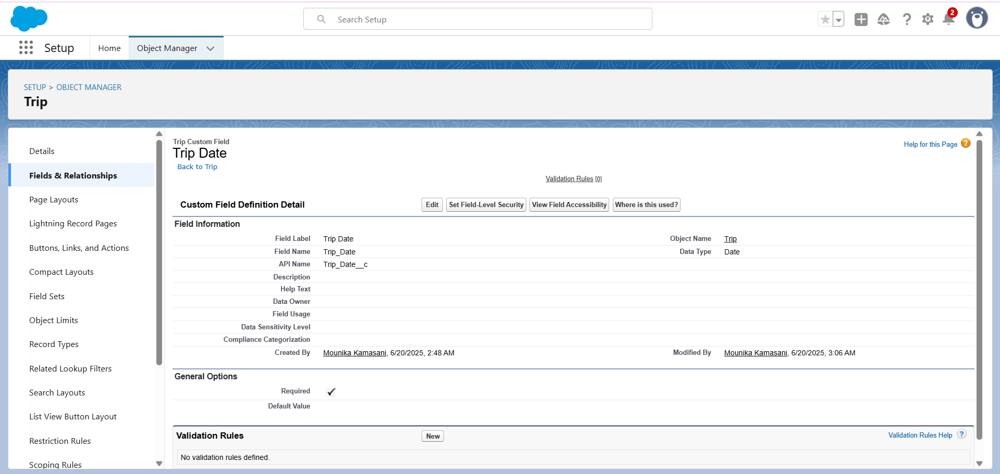 Search Setup
2
Setup
Home
Object Manager
SETUP > OBJECT MANAGER
Trip
Details
Fields & Relationships
Page Layouts
Lightning Record Pages
Buttons, Links, and Actions
Compact Layouts
Field Sets
Object Limits
Record Types
Related Lookup Filters
Search Layouts
List View Button Layout
Restriction Rules
Scoping Rules
Trip Custom Field
Trip Date
Help for this Page ?
Back to Trip
Validation Rules [0]
Custom Field Definition Detail Edit Set Field-Level Security View Field Accessibility Where is this used?
Field Information
Field Label Trip Date Object Name Trip
Field Name Trip_Date Data Type Date
API Name Trip_Date__c
Description
Help Text
Data Owner
Field Usage
Data Sensitivity Level
Compliance Categorization
Created By Mounika Kamasani, 6/20/2025, 2:48 AM Modified By Mounika Kamasani, 6/20/2025, 3:06 AM
General Options
Required
Default Value
Validation Rules New Validation Rules Help ?
No validation rules defined.